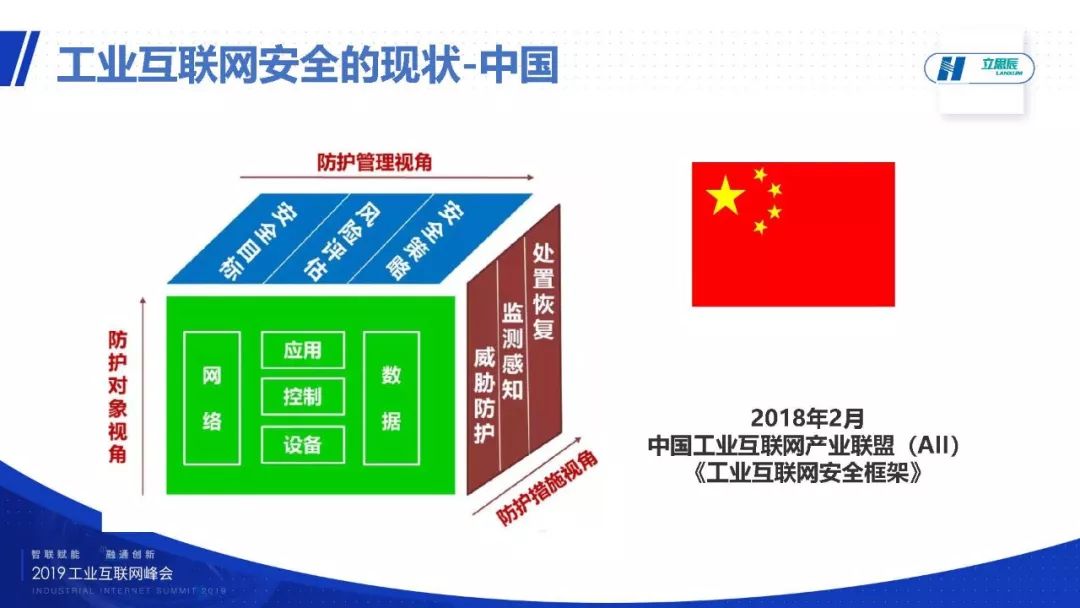 工业互联网安全的现状-中国
立思辰
LANXUM
防护管理视角
安全目标
风险评估
安全策略
防护对象视角
网络
应用
控制
设备
数据
威胁防护
监测感知
处置恢复
防护措施视角
2018年2月
中国工业互联网产业联盟（AII）
《工业互联网安全框架》
智联赋能 融通创新
2019工业互联网峰会
INDUSTRIAL INTERNET SUMMIT 2019